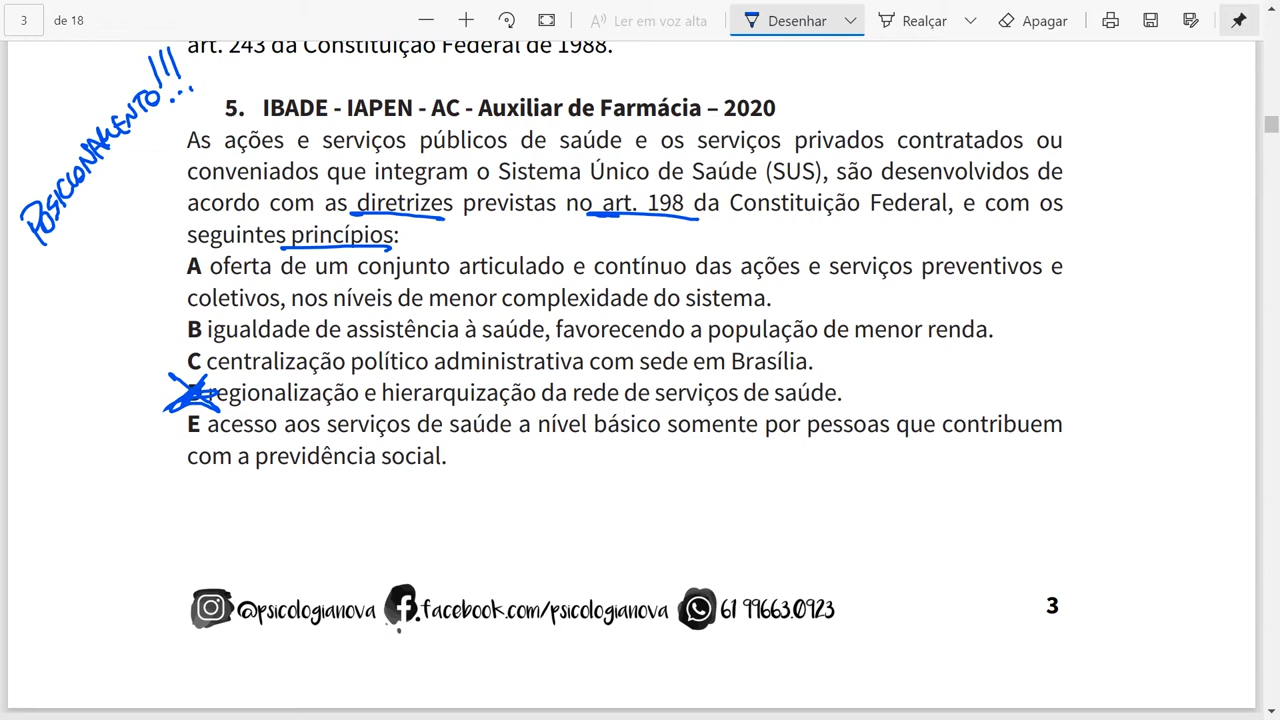 3 de 18 Ler em voz alta Desenhar Realçar Apagar
art. 243 da Constituição Federal de 1988.
POSICIONAMENTO!!!...
5. IBADE - IAPEN - AC - Auxiliar de Farmácia – 2020
As ações e serviços públicos de saúde e os serviços privados contratados ou
conveniados que integram o Sistema Único de Saúde (SUS), são desenvolvidos de
acordo com as diretrizes previstas no art. 198 da Constituição Federal, e com os
seguintes princípios:
A oferta de um conjunto articulado e contínuo das ações e serviços preventivos e
coletivos, nos níveis de menor complexidade do sistema.
B igualdade de assistência à saúde, favorecendo a população de menor renda.
C centralização político administrativa com sede em Brasília.
regionalização e hierarquização da rede de serviços de saúde.
E acesso aos serviços de saúde a nível básico somente por pessoas que contribuem
com a previdência social.
@psicologianova facebook.com/psicologianova 61 99663.0923 3